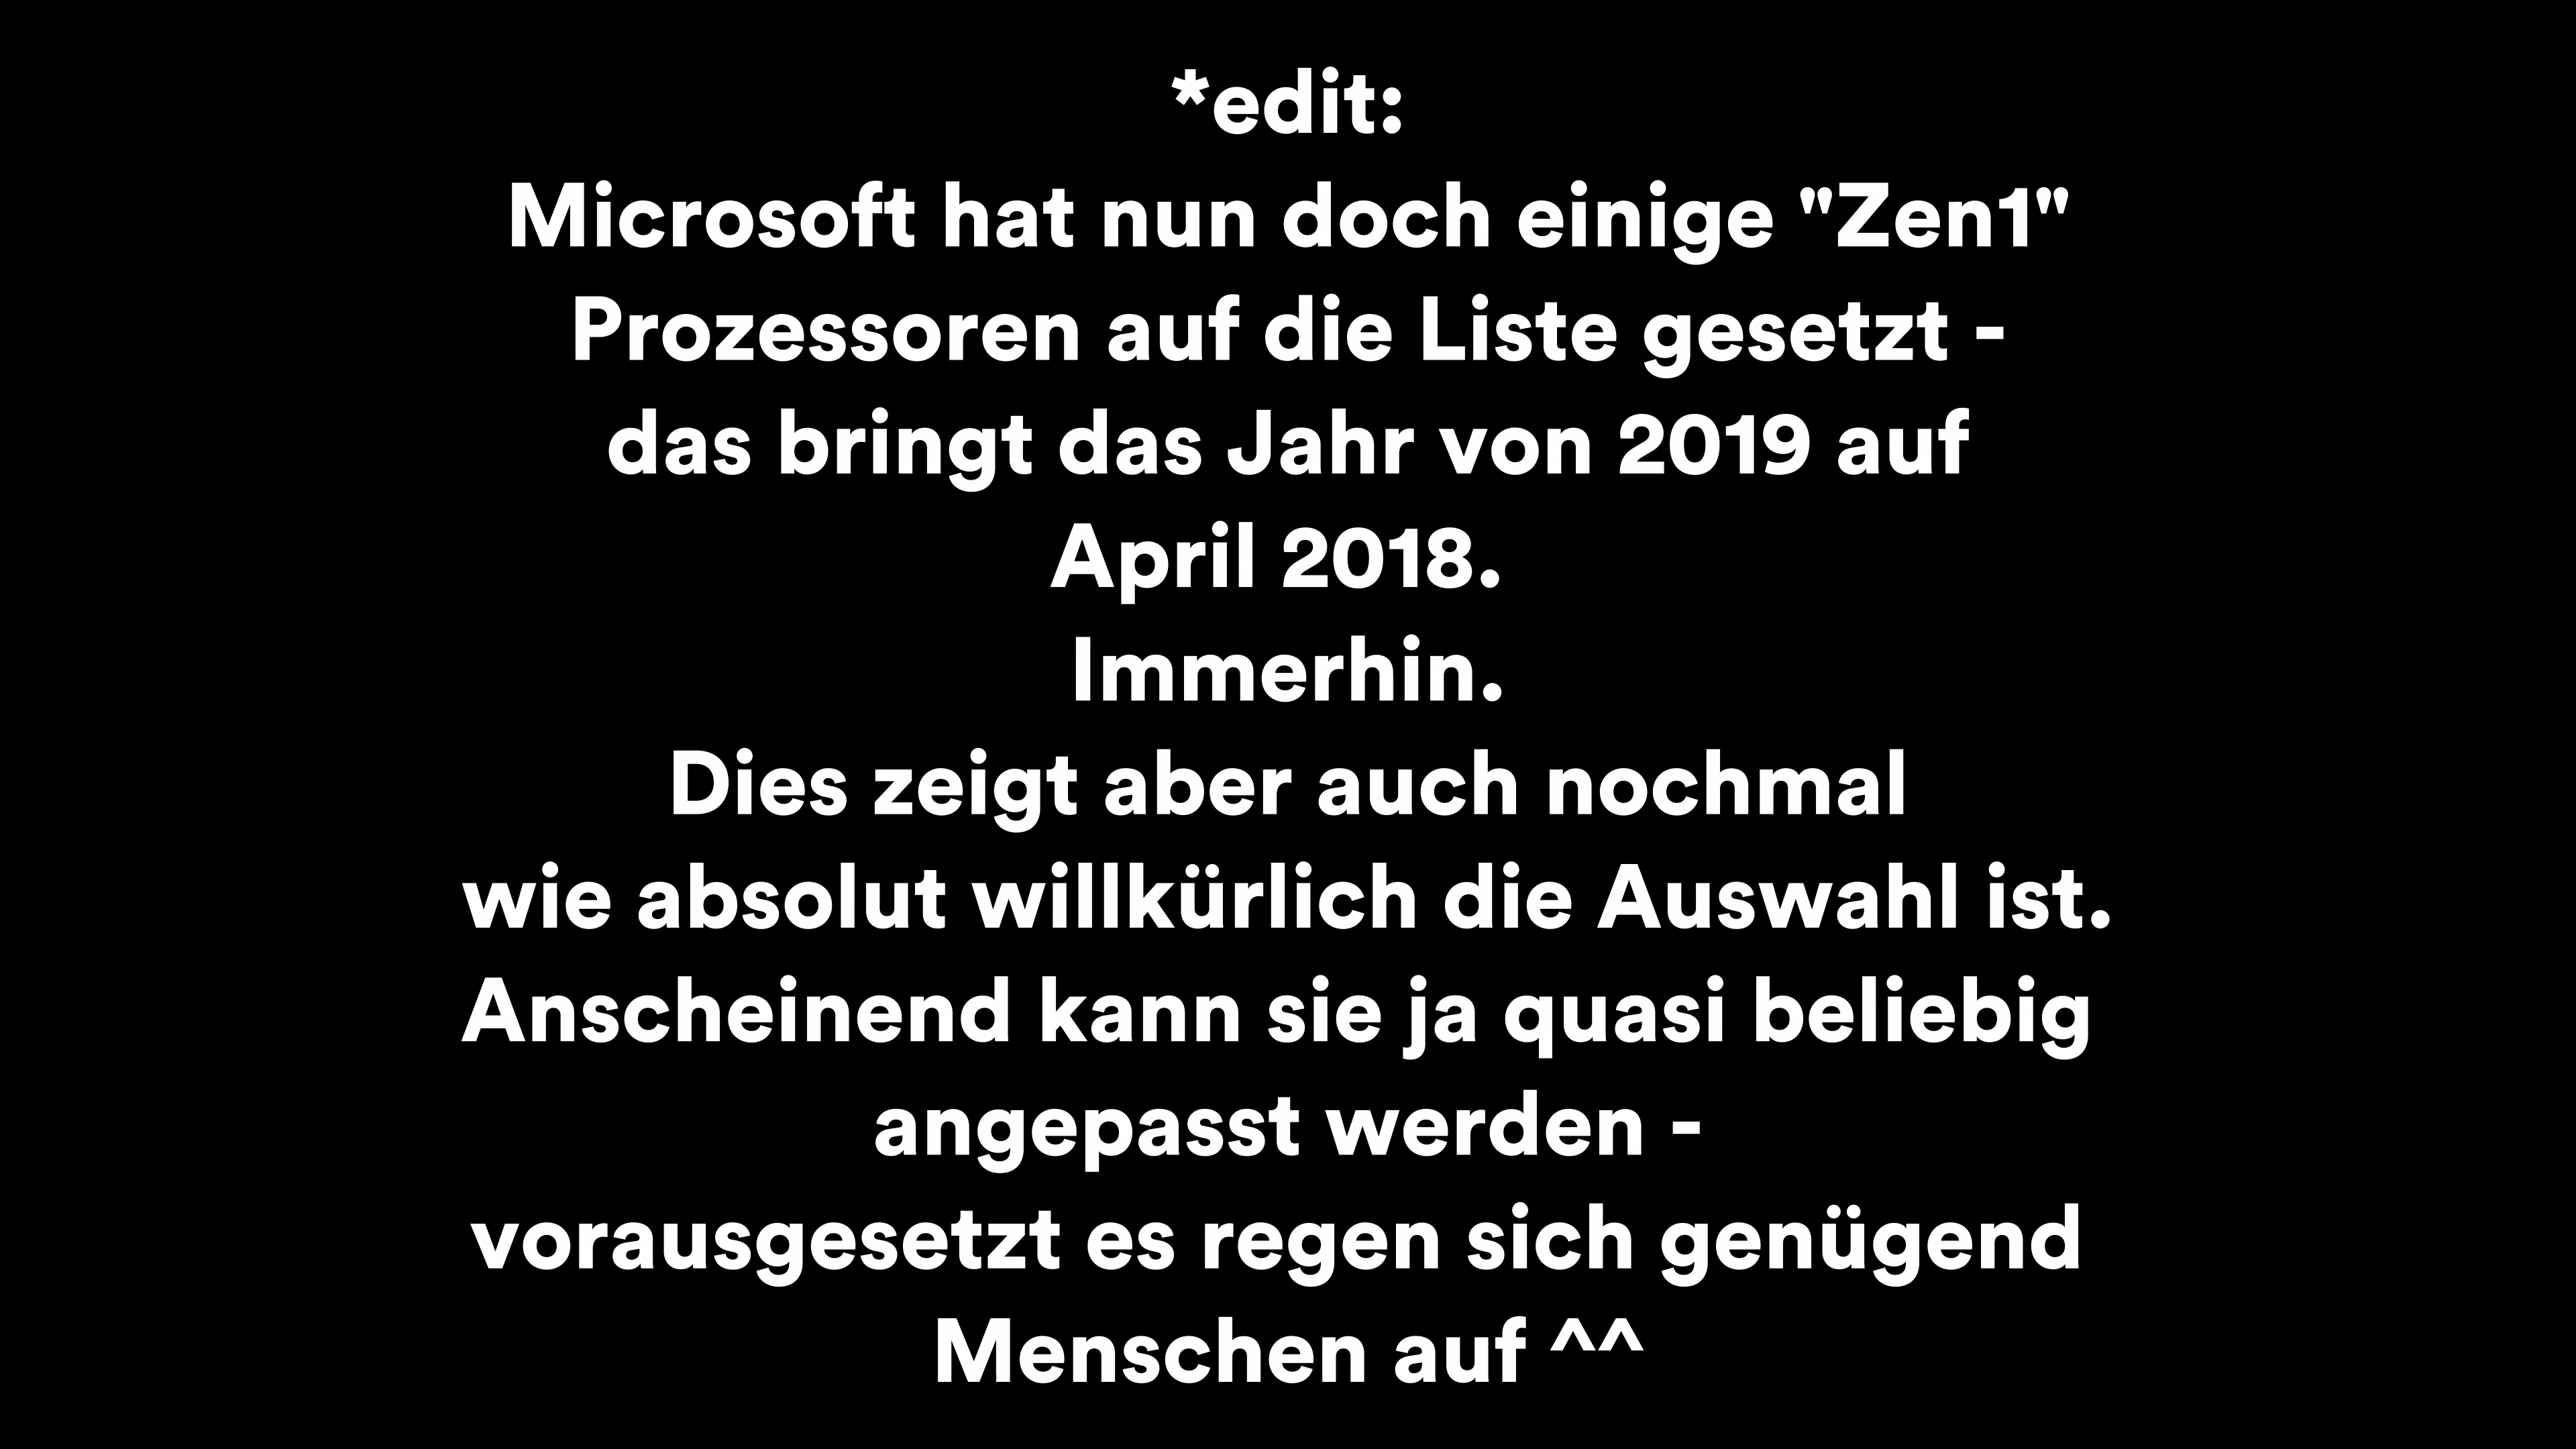 *edit:
Microsoft hat nun doch einige "Zen1"
Prozessoren auf die Liste gesetzt -
das bringt das Jahr von 2019 auf
April 2018.
Immerhin.
Dies zeigt aber auch nochmal
wie absolut willkürlich die Auswahl ist.
Anscheinend kann sie ja quasi beliebig
angepasst werden -
vorausgesetzt es regen sich genügend
Menschen auf ^^